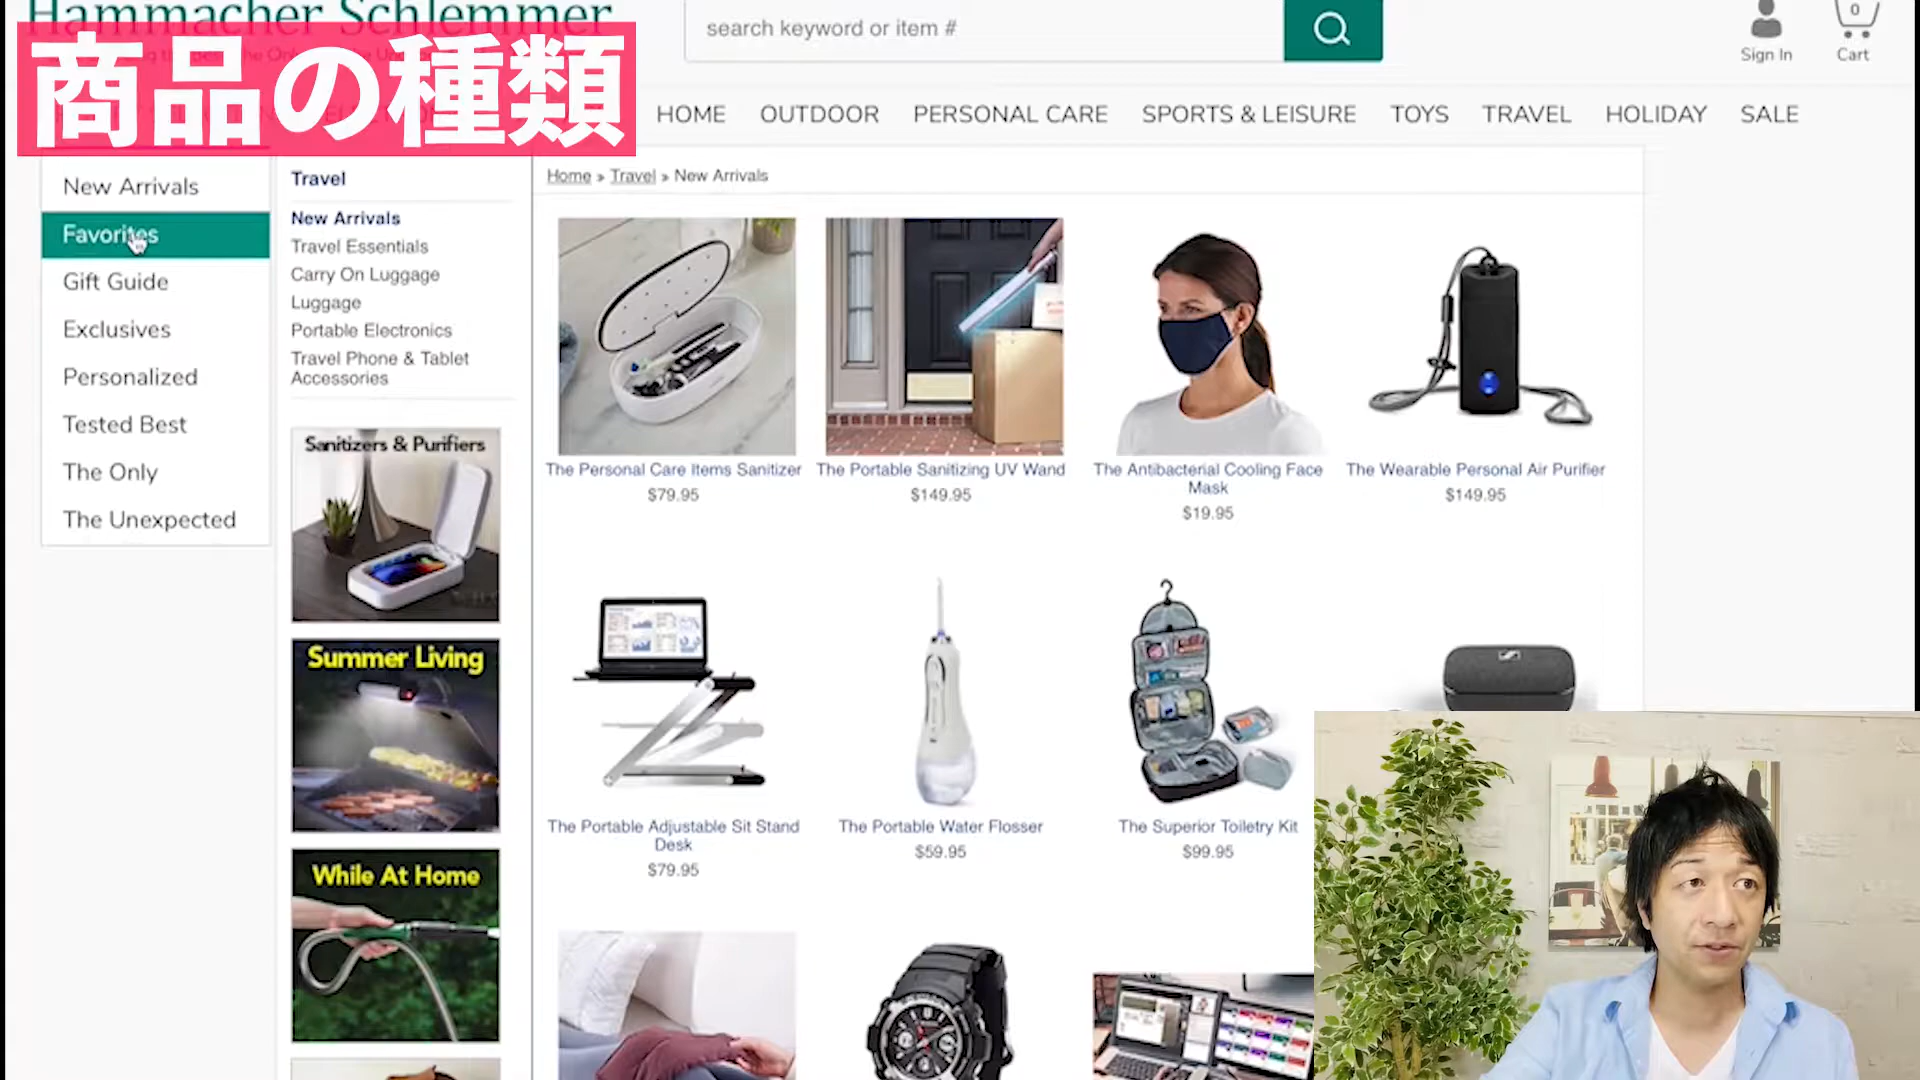 Hammacher Schlemmer
商品の種類
search keyword or item #
Sign In
0
Cart
HOME
OUTDOOR
PERSONAL CARE
SPORTS & LEISURE
TOYS
TRAVEL
HOLIDAY
SALE
New Arrivals
Favorites
Gift Guide
Exclusives
Personalized
Tested Best
The Only
The Unexpected
Travel
New Arrivals
Travel Essentials
Carry On Luggage
Luggage
Portable Electronics
Travel Phone & Tablet
Accessories
Sanitizers & Purifiers
Summer Living
While At Home
Home » Travel » New Arrivals
The Personal Care Items Sanitizer
$79.95
The Portable Sanitizing UV Wand
$149.95
The Antibacterial Cooling Face
Mask
$19.95
The Wearable Personal Air Purifier
$149.95
The Portable Adjustable Sit Stand
Desk
$79.95
The Portable Water Flosser
$59.95
The Superior Toiletry Kit
$99.95